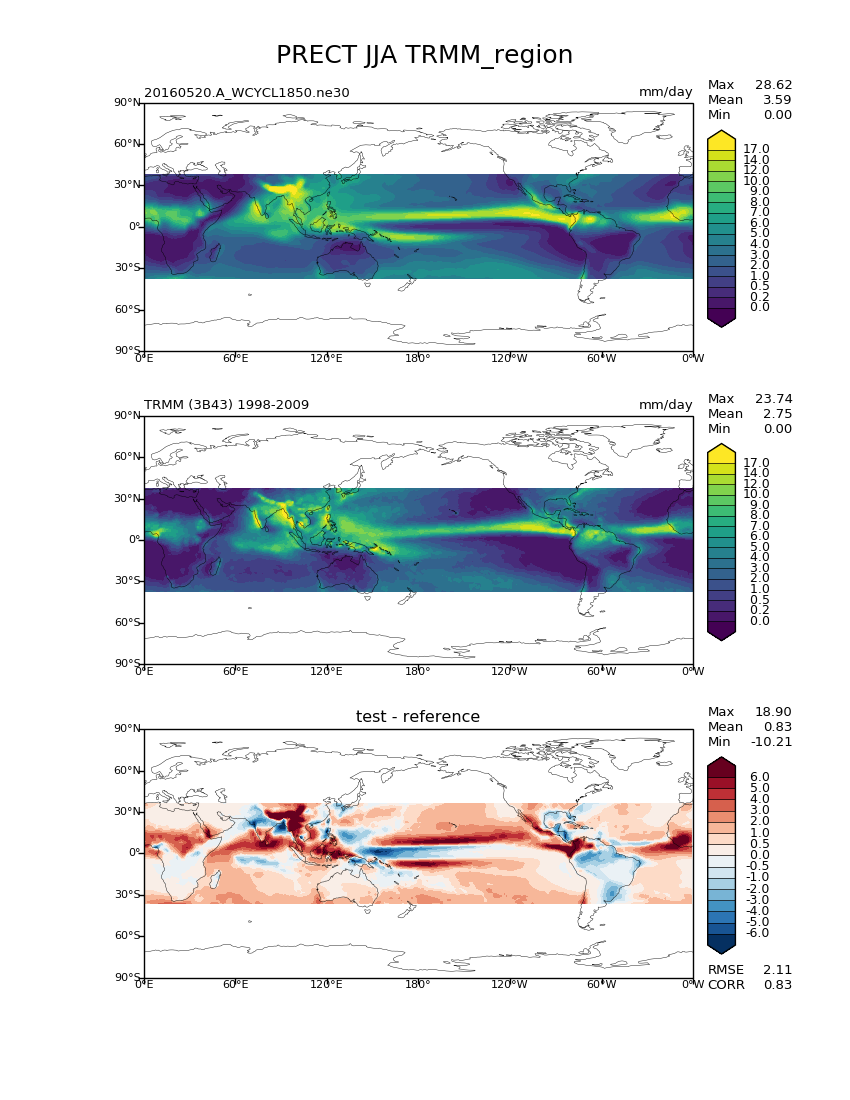 PRECT JJA TRMM_region
20160520.A_WCYCL1850.ne30
mm/day
Max 28.62
Mean 3.59
Min 0.00
90°N
60°N
30°N
0°
30°S
60°S
90°S
0°E 60°E 120°E 180° 120°W 60°W 0°W
17.0
14.0
12.0
10.0
9.0
8.0
7.0
6.0
5.0
4.0
3.0
2.0
1.0
0.5
0.2
0.0
TRMM (3B43) 1998-2009
mm/day
Max 23.74
Mean 2.75
Min 0.00
90°N
60°N
30°N
0°
30°S
60°S
90°S
0°E 60°E 120°E 180° 120°W 60°W 0°W
17.0
14.0
12.0
10.0
9.0
8.0
7.0
6.0
5.0
4.0
3.0
2.0
1.0
0.5
0.2
0.0
test - reference
Max 18.90
Mean 0.83
Min -10.21
90°N
60°N
30°N
0°
30°S
60°S
90°S
0°E 60°E 120°E 180° 120°W 60°W 0°W
6.0
5.0
4.0
3.0
2.0
1.0
0.5
0.0
-0.5
-1.0
-2.0
-3.0
-4.0
-5.0
-6.0
RMSE 2.11
CORR 0.83